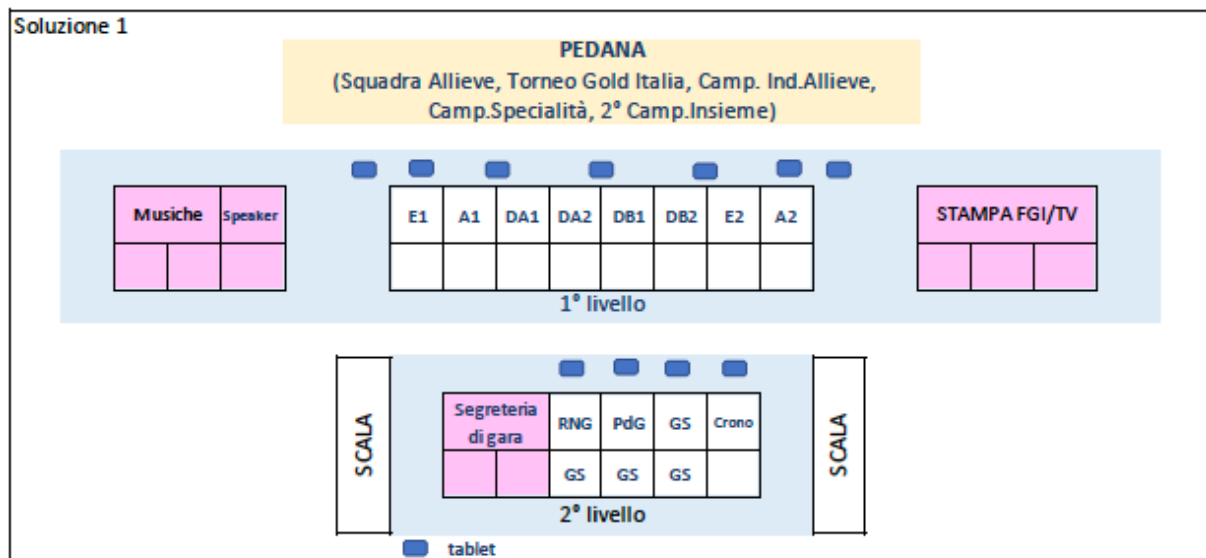 Soluzione 1
PEDANA
(Squadra Allieve, Torneo Gold Italia, Camp. Ind.Allieve,
Camp.Specialità, 2° Camp.Insieme)
Musiche Speaker
E1 A1 DA1 DA2 DB1 DB2 E2 A2
STAMPA FGI/TV
1° livello
SCALA
Segreteria
di gara
RNG PdG GS Crono
GS GS GS
SCALA
2° livello
tablet